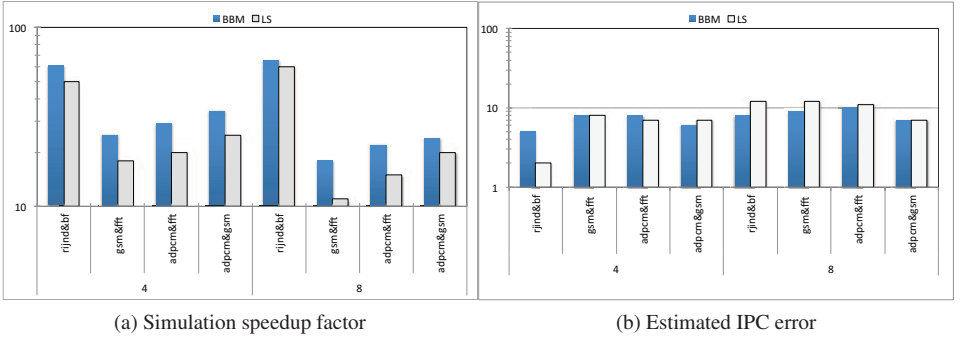 BBM LS
100
10
rijnd&bf
gsm&fft
adpcm&fft
adpcm&gsm
rijnd&bf
gsm&fft
adpcm&fft
adpcm&gsm
4
8
(a) Simulation speedup factor
BBM LS
100
10
1
rjind&bf
gsm&fft
adpcm&fft
adpcm&gsm
rjind&bf
gsm&fft
adpcm&fft
adpcm&gsm
4
8
(b) Estimated IPC error